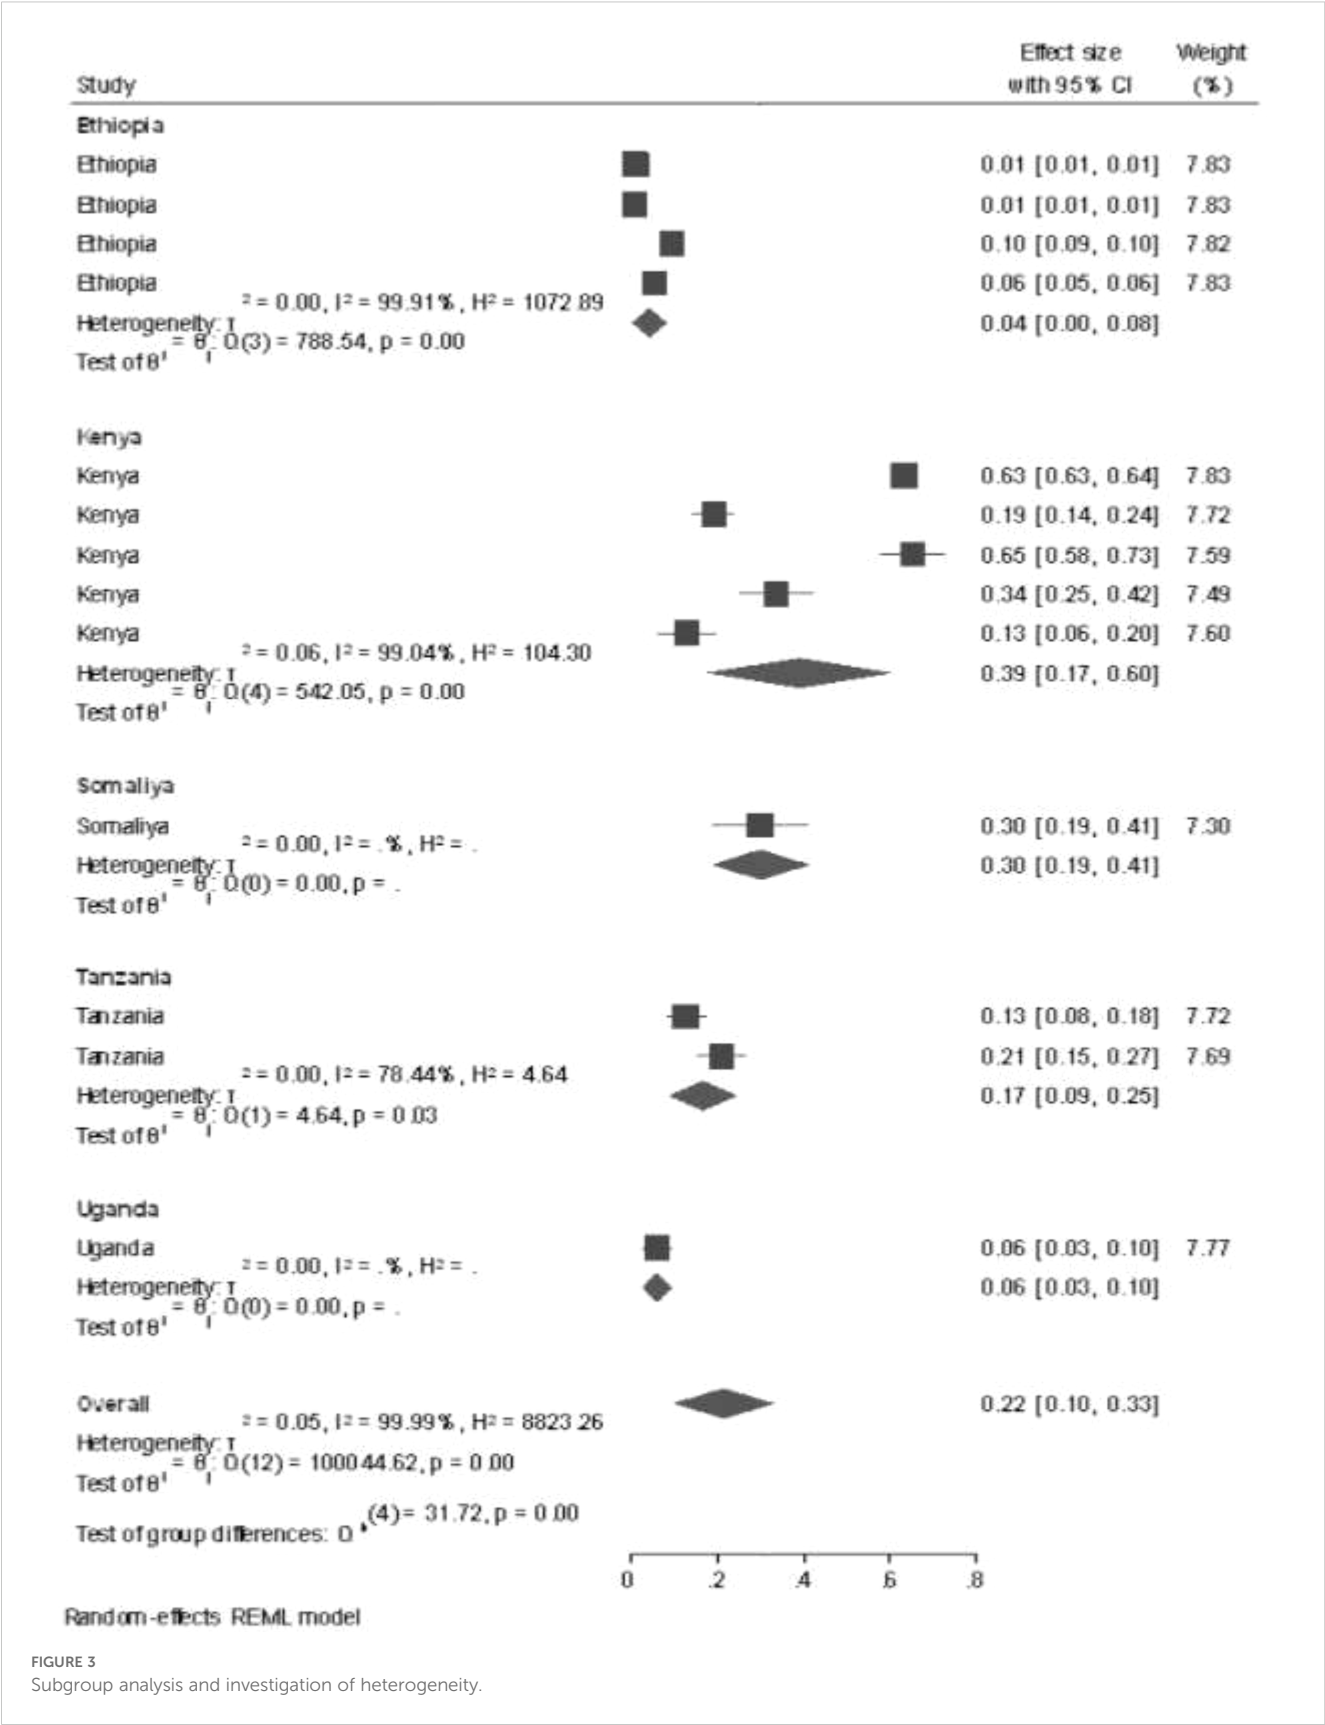 Effect size Weight
Study with 95% CI (%)
Ethiopia
Ethiopia 0.01 [0.01, 0.01] 7.83
Ethiopia 0.01 [0.01, 0.01] 7.83
Ethiopia 0.10 [0.09, 0.10] 7.82
Ethiopia 0.06 [0.05, 0.06] 7.83
Heterogeneity: τ² = 0.00, I² = 99.91%, H² = 1072.89 0.04 [0.00, 0.08]
Test of θi = θj: Q(3) = 788.54, p = 0.00
Kenya
Kenya 0.63 [0.63, 0.64] 7.83
Kenya 0.19 [0.14, 0.24] 7.72
Kenya 0.65 [0.58, 0.73] 7.59
Kenya 0.34 [0.25, 0.42] 7.49
Kenya 0.13 [0.06, 0.20] 7.60
Heterogeneity: τ² = 0.06, I² = 99.04%, H² = 104.30 0.39 [0.17, 0.60]
Test of θi = θj: Q(4) = 542.05, p = 0.00
Somaliya
Somaliya 0.30 [0.19, 0.41] 7.30
Heterogeneity: τ² = 0.00, I² = .%, H² = . 0.30 [0.19, 0.41]
Test of θi = θj: Q(0) = 0.00, p = .
Tanzania
Tanzania 0.13 [0.08, 0.18] 7.72
Tanzania 0.21 [0.15, 0.27] 7.69
Heterogeneity: τ² = 0.00, I² = 78.44%, H² = 4.64 0.17 [0.09, 0.25]
Test of θi = θj: Q(1) = 4.64, p = 0.03
Uganda
Uganda 0.06 [0.03, 0.10] 7.77
Heterogeneity: τ² = 0.00, I² = .%, H² = . 0.06 [0.03, 0.10]
Test of θi = θj: Q(0) = 0.00, p = .
Overall 0.22 [0.10, 0.33]
Heterogeneity: τ² = 0.05, I² = 99.99%, H² = 8823.26
Test of θi = θj: Q(12) = 100044.62, p = 0.00
Test of group differences: Q(4) = 31.72, p = 0.00
0 .2 .4 .6 .8
Random-effects REML model
FIGURE 3
Subgroup analysis and investigation of heterogeneity.